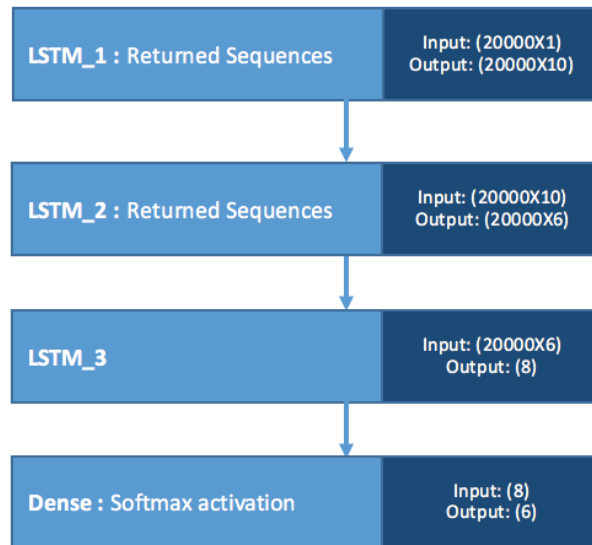 LSTM_1 : Returned Sequences
Input: (20000X1)
Output: (20000X10)
LSTM_2 : Returned Sequences
Input: (20000X10)
Output: (20000X6)
LSTM_3
Input: (20000X6)
Output: (8)
Dense : Softmax activation
Input: (8)
Output: (6)